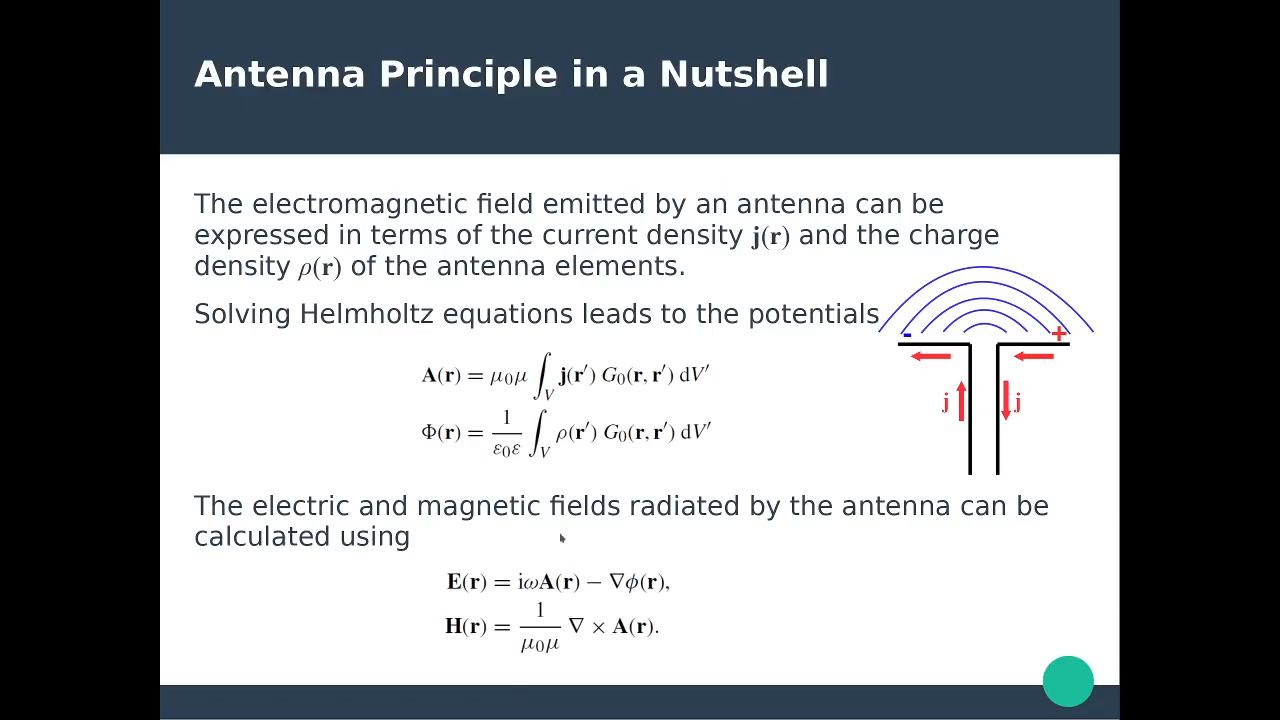 Antenna Principle in a Nutshell
The electromagnetic field emitted by an antenna can be
expressed in terms of the current density j(r) and the charge
density ρ(r) of the antenna elements.
Solving Helmholtz equations leads to the potentials
- +
A(r) = μ₀μ ∫_V j(r′) G₀(r, r′) dV′
j j
Φ(r) = 1/(ε₀ε) ∫_V ρ(r′) G₀(r, r′) dV′
The electric and magnetic fields radiated by the antenna can be
calculated using
E(r) = iωA(r) − ∇ϕ(r),
H(r) = 1/(μ₀μ) ∇ × A(r).